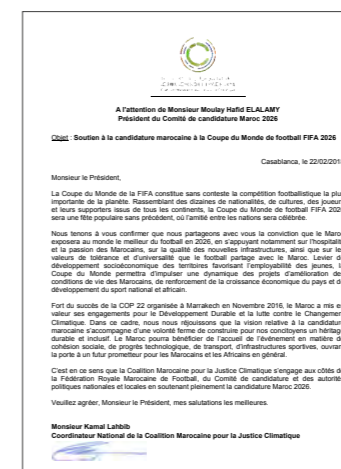 A l'attention de Monsieur Moulay Hafid ELALAMY
Président du Comité de candidature Maroc 2026
Objet : Soutien à la candidature marocaine à la Coupe du Monde de football FIFA 2026
Casablanca, le 22/02/201
Monsieur le Président,
La Coupe du Monde de la FIFA constitue sans conteste la compétition footballistique la plu
importante de la planète. Rassemblant des dizaines de nationalités, de cultures, des joueur
et leurs supporters issus de tous les continents, la Coupe du Monde de football FIFA 202
sera une fête populaire sans précédent, où l'amitié entre les nations sera célébrée.
Nous tenons à vous confirmer que nous partageons avec vous la conviction que le Maro
exposera au monde le meilleur du football en 2026, en s'appuyant notamment sur l'hospitalit
et la passion des Marocains, sur la qualité des nouvelles infrastructures, ainsi que sur le
valeurs de tolérance et d'universalité que le football partage avec le Maroc. Levier d
développement socioéconomique des territoires favorisant l'employabilité des jeunes, l
Coupe du Monde permettra d'impulser une dynamique des projets d'amélioration de
conditions de vie des Marocains, de renforcement de la croissance économique du pays et d
développement du sport national et africain.
Fort du succès de la COP 22 organisée à Marrakech en Novembre 2016, le Maroc a mis e
valeur ses engagements pour le Développement Durable et la lutte contre le Changemer
Climatique. Dans ce cadre, nous nous réjouissons que la vision relative à la candidatur
marocaine s'accompagne d'une volonté ferme de construire pour nos concitoyens un héritag
durable et inclusif. Le Maroc pourra bénéficier de l'accueil de l'événement en matière d
cohésion sociale, de progrès technologique, de transport, d'infrastructures sportives, ouvrar
la porte à un futur prometteur pour les Marocains et les Africains en général.
C'est en ce sens que la Coalition Marocaine pour la Justice Climatique s'engage aux côtés d
la Fédération Royale Marocaine de Football, du Comité de candidature et des autorité
politiques nationales et locales en soutenant pleinement la candidature Maroc 2026.
Veuillez agréer, Monsieur le Président, mes salutations les meilleures.
Monsieur Kamal Lahbib
Coordinateur National de la Coalition Marocaine pour la Justice Climatique